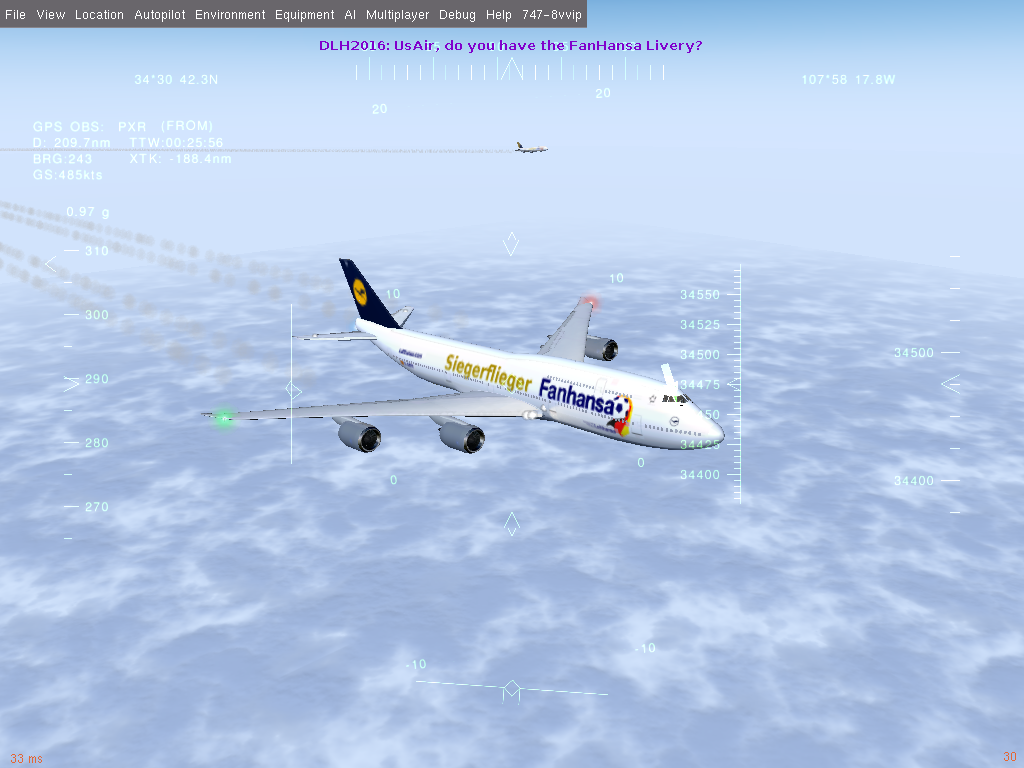 File View Location Autopilot Environment Equipment AI Multiplayer Debug Help 747-8vvip
DLH2016: UsAir, do you have the FanHansa Livery?
34*30 42.3N
107*58 17.8W
20
20
GPS OBS: PXR (FROM)
D: 209.7nm TTW:00:25:56
BRG:243 XTK: -188.4nm
GS:485kts
0.97 g
310
300
290
280
270
10
10
34550
34525
34500
34475
34425
34400
34500
34400
Siegerflieger
Fanhansa
0
0
-10
-10
33 ms
30